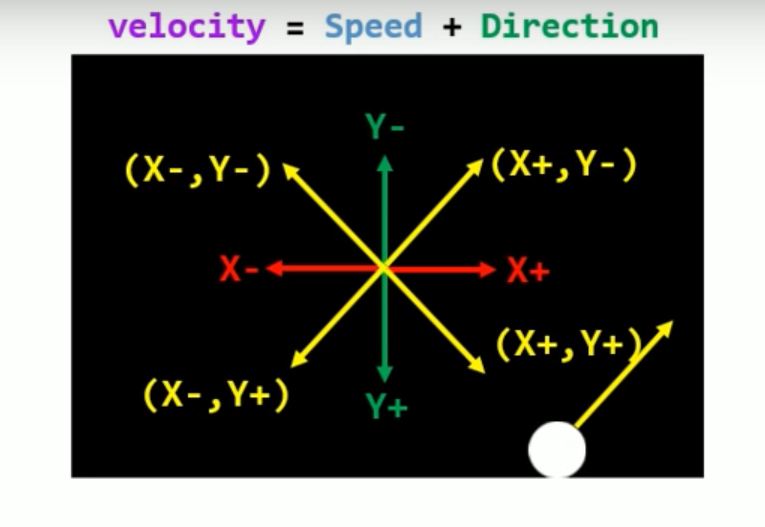 velocity = Speed + Direction
Y-
(X-,Y-)
(X+,Y-)
X-
X+
(X+,Y+)
(X-,Y+)
Y+